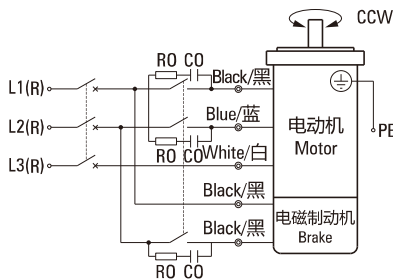 CCW
RO CO
L1(R)
Black/黑
L2(R)
Blue/蓝
电动机
Motor
PE
RO CO
L3(R)
White/白
Black/黑
Black/黑
电磁制动机
Brake
RO CO